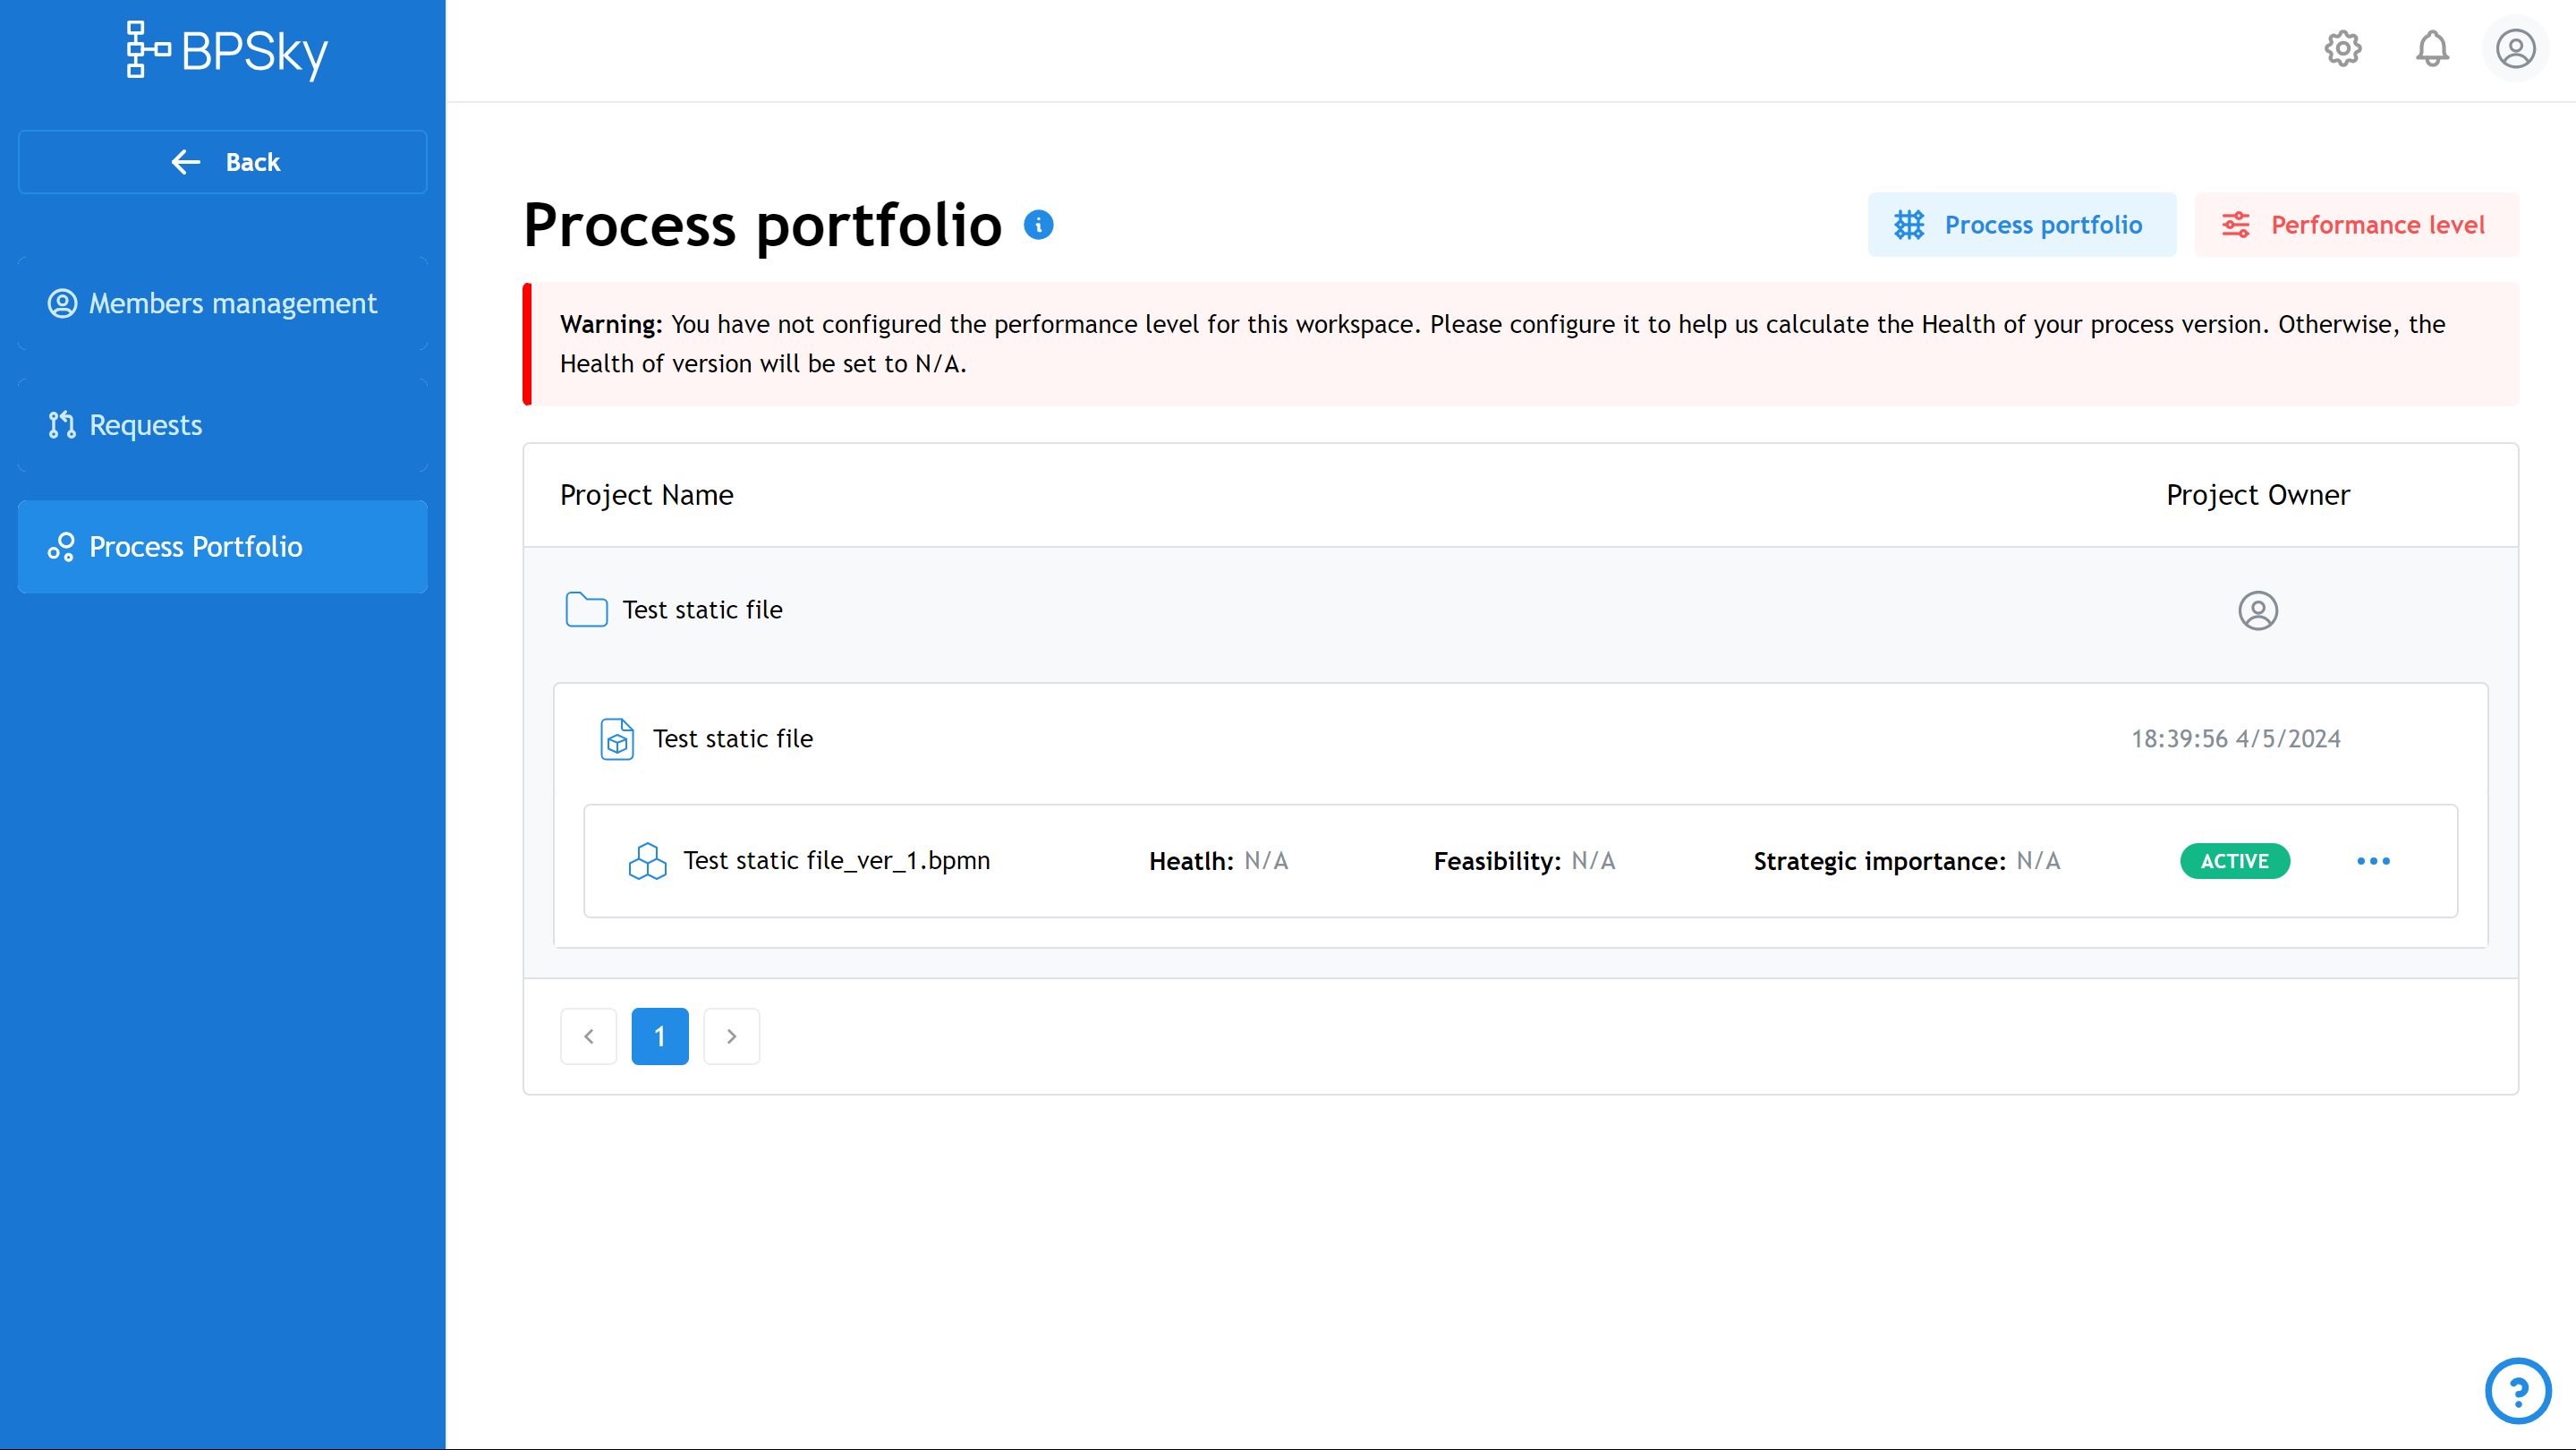 BPSky
Back
Members management
Requests
Process Portfolio
Process portfolio
Process portfolio
Performance level
Warning: You have not configured the performance level for this workspace. Please configure it to help us calculate the Health of your process version. Otherwise, the
Health of version will be set to N/A.
Project Name Project Owner
Test static file
Test static file 18:39:56 4/5/2024
Test static file_ver_1.bpmn Heatlh: N/A Feasibility: N/A Strategic importance: N/A ACTIVE
1